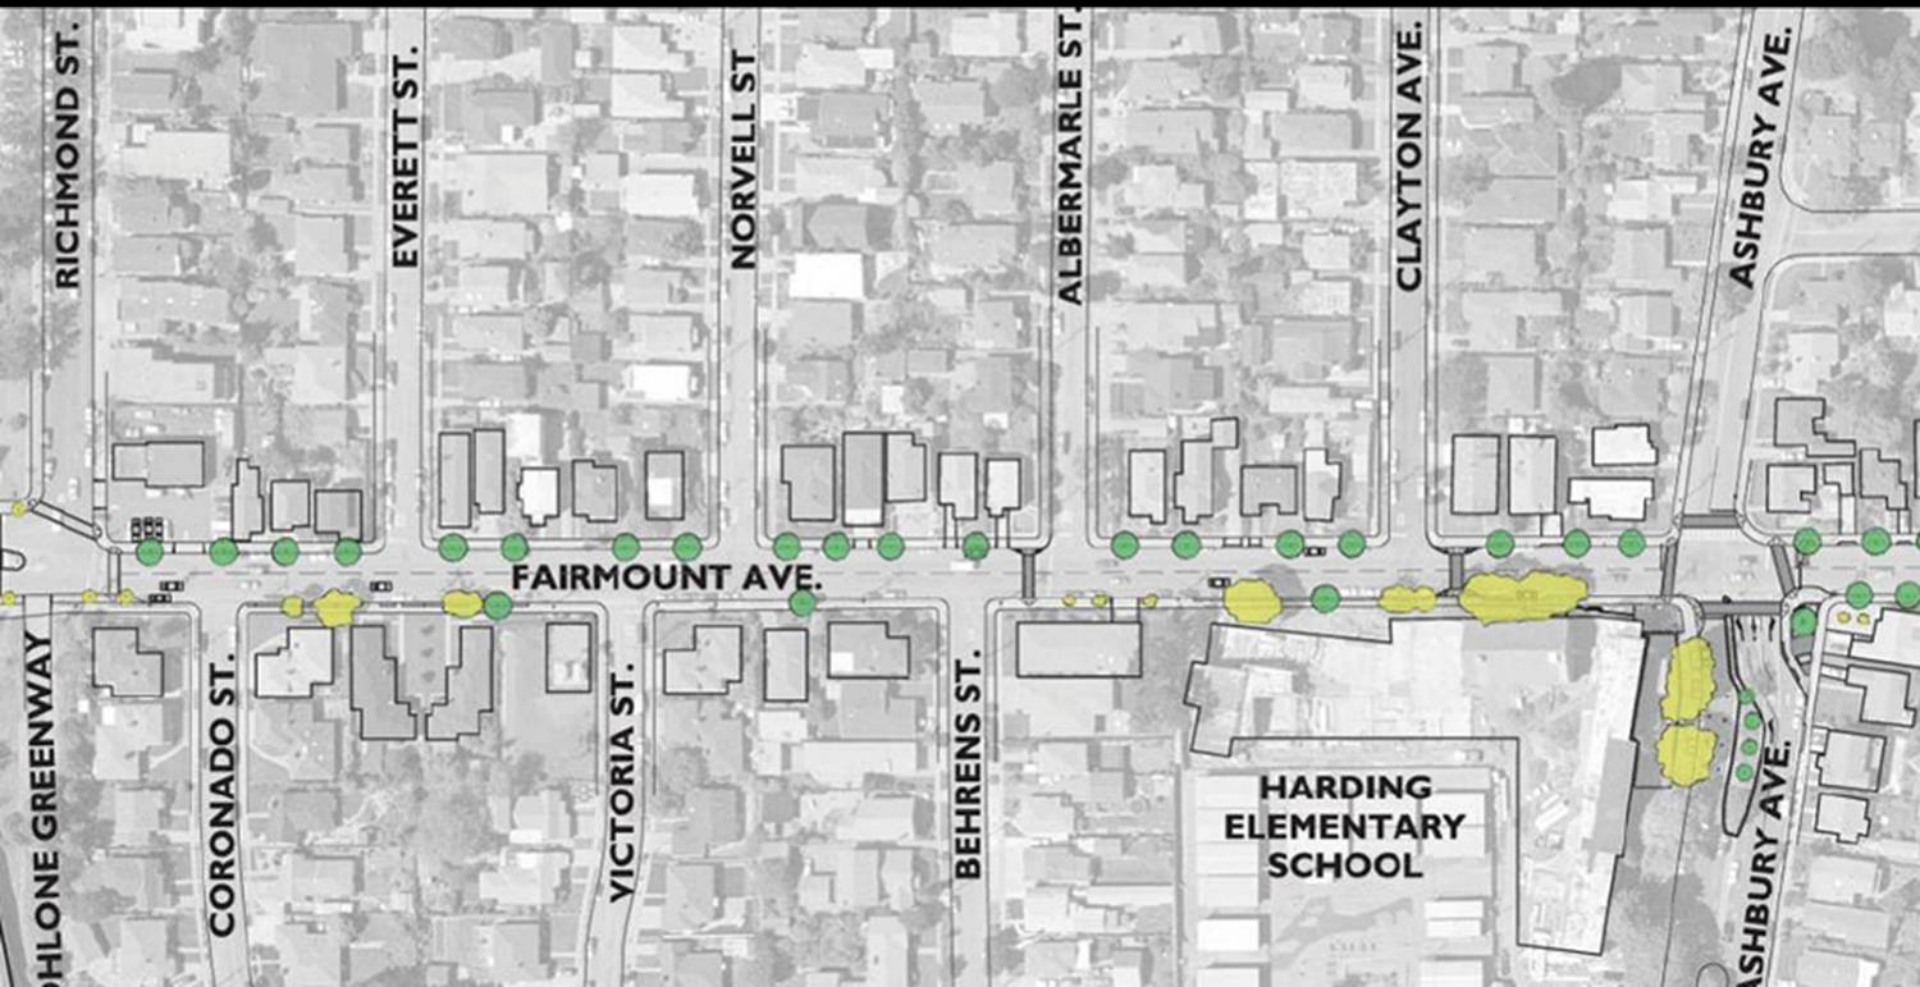 RICHMOND ST.
EVERETT ST.
NORVELL ST
ALBERMARLE ST.
CLAYTON AVE.
ASHBURY AVE.
FAIRMOUNT AVE.
OHLONE GREENWAY
CORONADO ST.
VICTORIA ST.
BEHRENS ST.
HARDING
ELEMENTARY
SCHOOL
ASHBURY AVE.